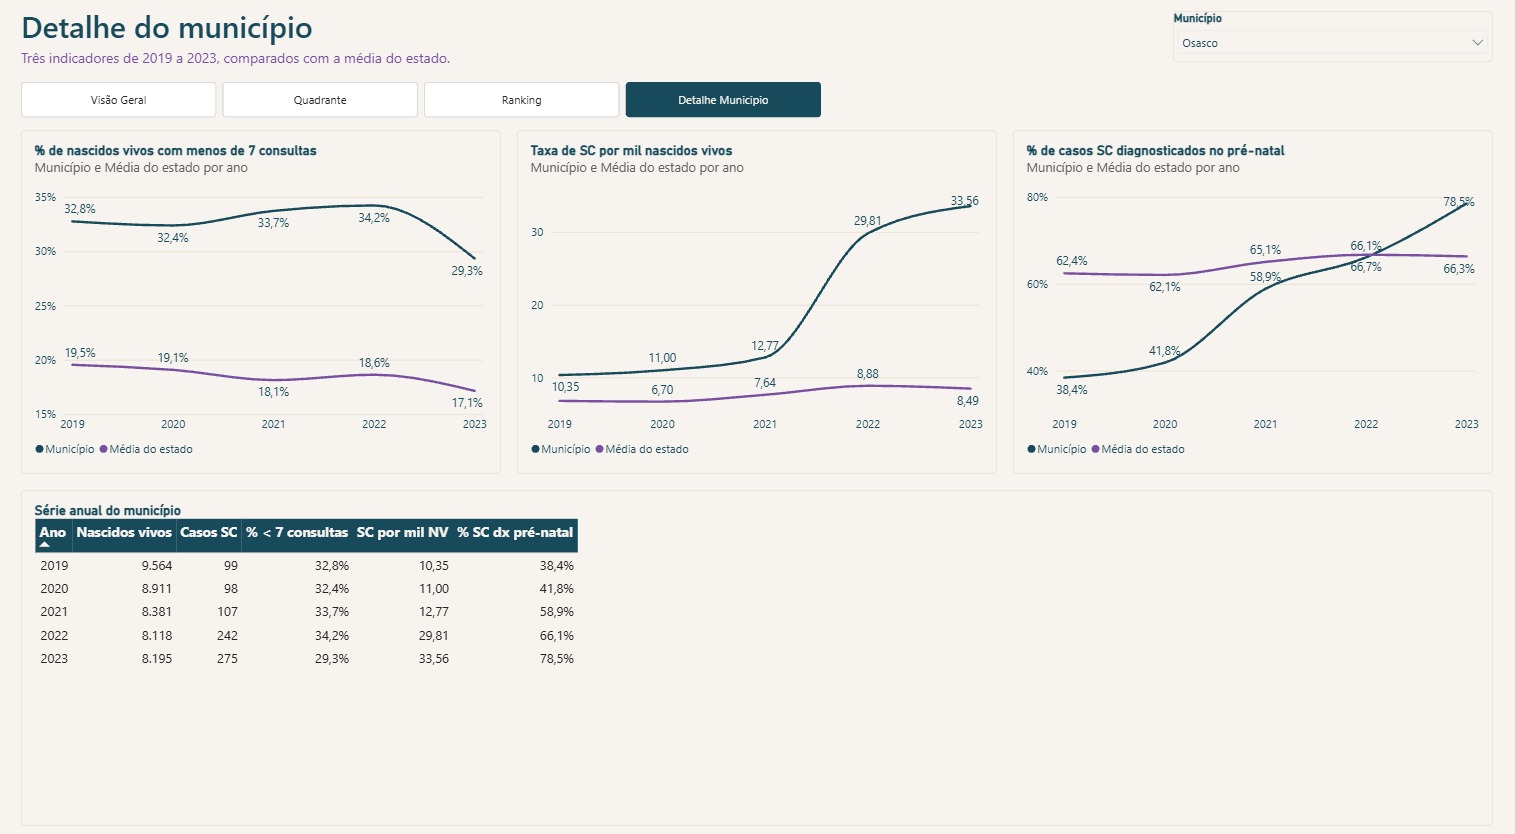 Detalhe do município
Três indicadores de 2019 a 2023, comparados com a média do estado.
Município
Osasco
Visão Geral
Quadrante
Ranking
Detalhe Municipio
% de nascidos vivos com menos de 7 consultas
Município e Média do estado por ano
35%
30%
25%
20%
15%
32,8%
32,4%
33,7%
34,2%
29,3%
19,5%
19,1%
18,1%
18,6%
17,1%
2019 2020 2021 2022 2023
Município Média do estado
Taxa de SC por mil nascidos vivos
Município e Média do estado por ano
30
20
10
10,35
11,00
12,77
29,81
33,56
6,70
7,64
8,88
8,49
2019 2020 2021 2022 2023
Município Média do estado
% de casos SC diagnosticados no pré-natal
Município e Média do estado por ano
80%
60%
40%
62,4%
62,1%
65,1%
66,1%
66,7%
66,3%
38,4%
41,8%
58,9%
78,5%
2019 2020 2021 2022 2023
Município Média do estado
Série anual do município
Ano Nascidos vivos Casos SC % < 7 consultas SC por mil NV % SC dx pré-natal
2019 9.564 99 32,8% 10,35 38,4%
2020 8.911 98 32,4% 11,00 41,8%
2021 8.381 107 33,7% 12,77 58,9%
2022 8.118 242 34,2% 29,81 66,1%
2023 8.195 275 29,3% 33,56 78,5%